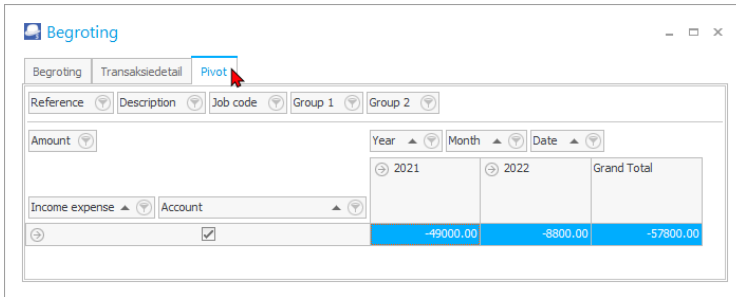 Begroting
Begroting Transaksiedetail Pivot
Reference Description Job code Group 1 Group 2
Amount Year Month Date
2021 2022 Grand Total
Income expense Account
-49000.00 -8800.00 -57800.00